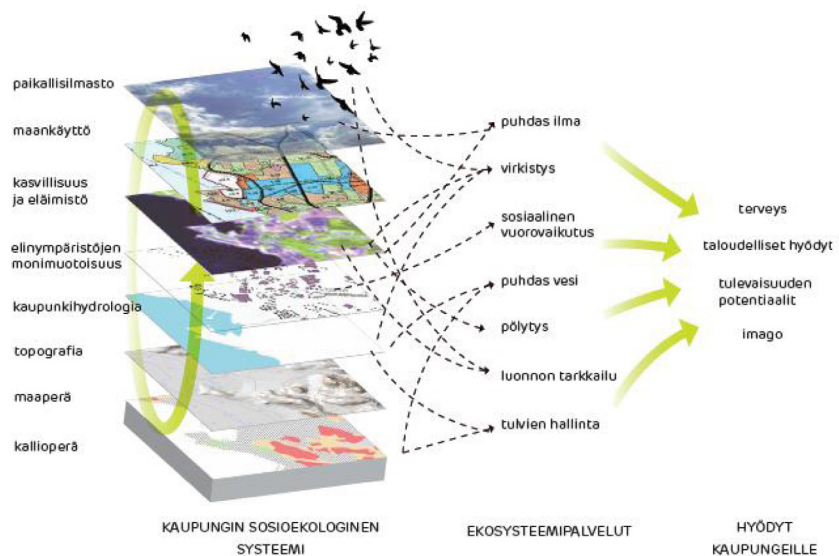 paikallisilmasto
maankäyttö
kasvillisuus
ja eläimistö
elinympäristöjen
monimuotoisuus
kaupunkihydrologia
topografia
maaperä
kallioperä
puhdas ilma
virkistys
sosiaalinen
vuorovaikutus
puhdas vesi
pölytys
luonnon tarkkailu
tulvien hallinta
terveys
taloudelliset hyödyt
tulevaisuuden
potentiaalit
imago
KAUPUNGIN SOSIOEKOLOGINEN
SYSTEEMI
EKOSYSTEEMIPALVELUT
HYÖDYT
KAUPUNGEILLE